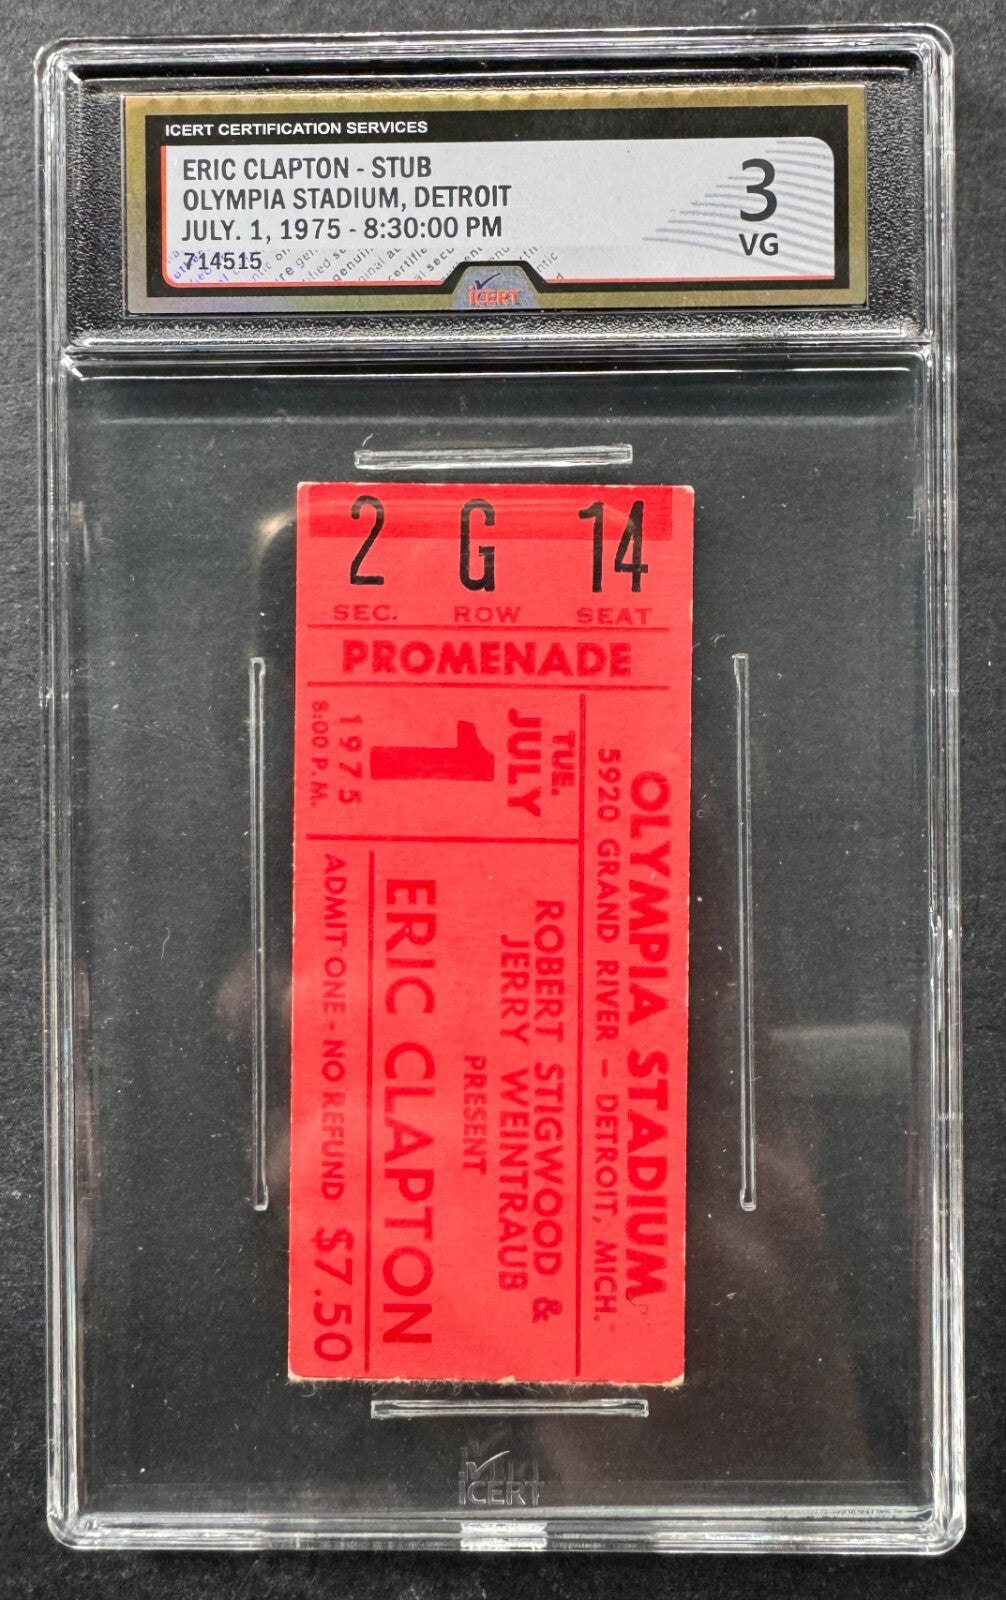 ICERT CERTIFICATION SERVICES
ERIC CLAPTON - STUB
OLYMPIA STADIUM, DETROIT
JULY. 1, 1975 - 8:30:00 PM
714515
3
VG
ICERT
2 G 14
SEC. ROW SEAT
PROMENADE
OLYMPIA STADIUM
5920 GRAND RIVER - DETROIT, MICH.
TUE.
JULY
1
1975
8:00 P.M.
ROBERT STIGWOOD &
JERRY WEINTRAUB
PRESENT
ERIC CLAPTON
ADMIT ONE - NO REFUND $7.50
ICERT